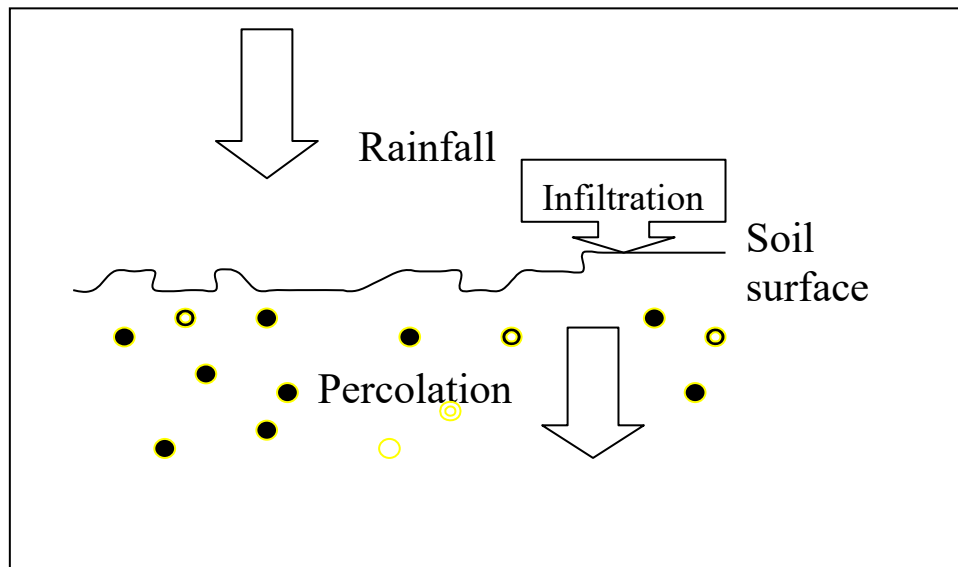 Rainfall
Infiltration
Soil
surface
Percolation